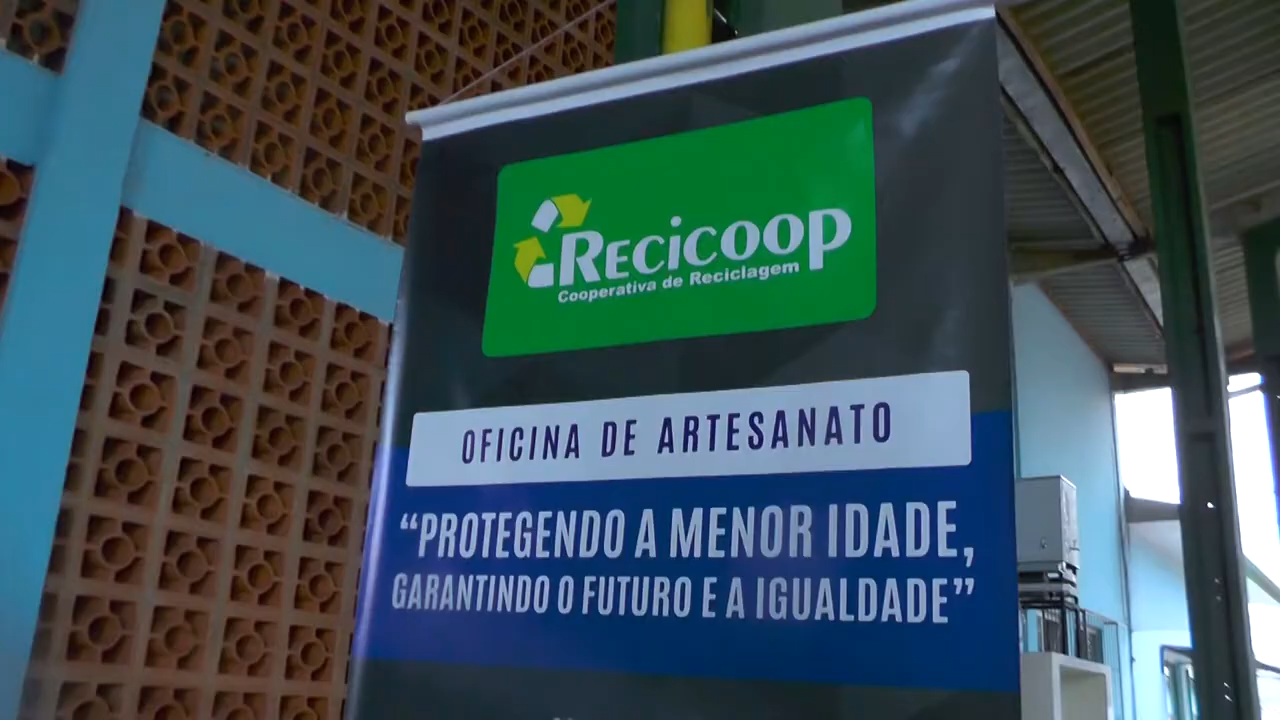 RECICOOP
Cooperativa de Reciclagem
OFICINA DE ARTESANATO
“PROTEGENDO A MENOR IDADE,
GARANTINDO O FUTURO E A IGUALDADE”